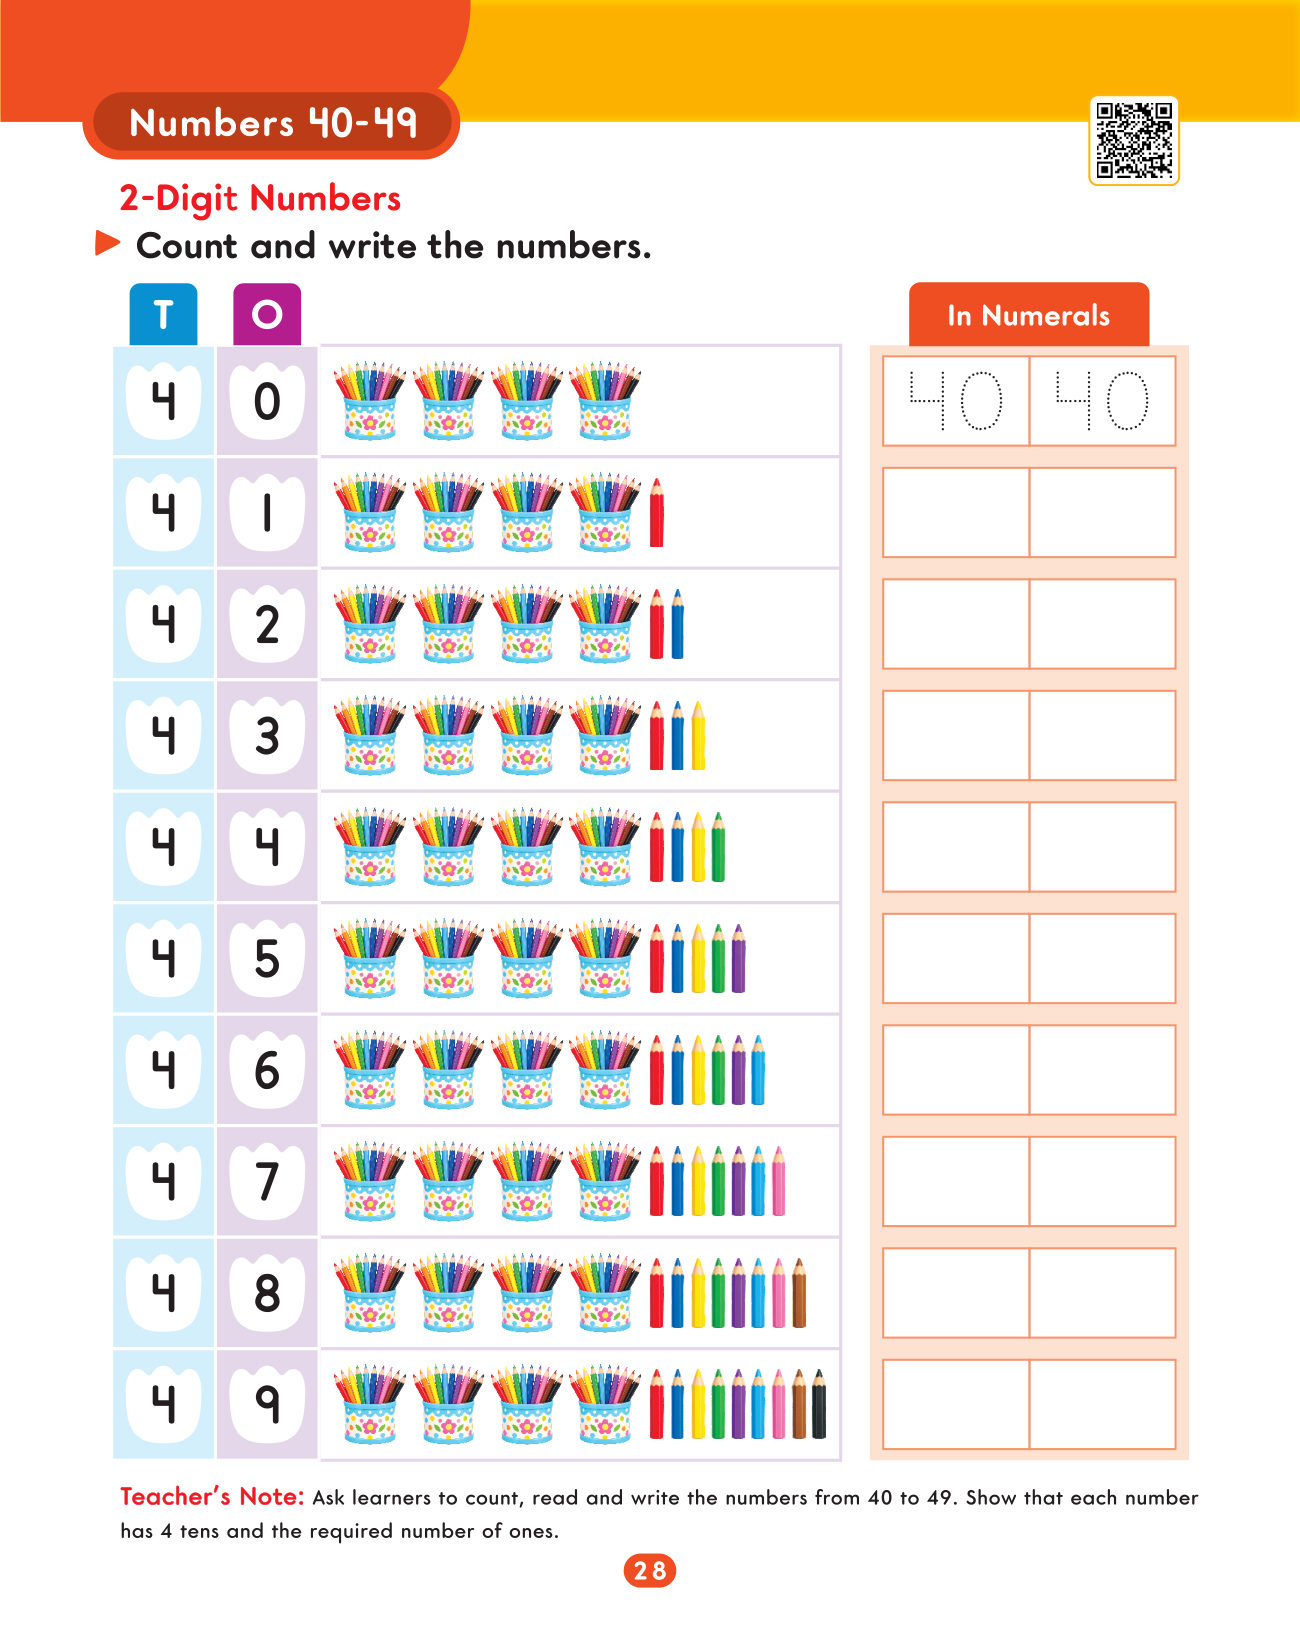 Numbers 40-49
2-Digit Numbers
Count and write the numbers.
T O In Numerals
4 0 40 40
4 1
4 2
4 3
4 4
4 5
4 6
4 7
4 8
4 9
Teacher's Note: Ask learners to count, read and write the numbers from 40 to 49. Show that each number
has 4 tens and the required number of ones.
28